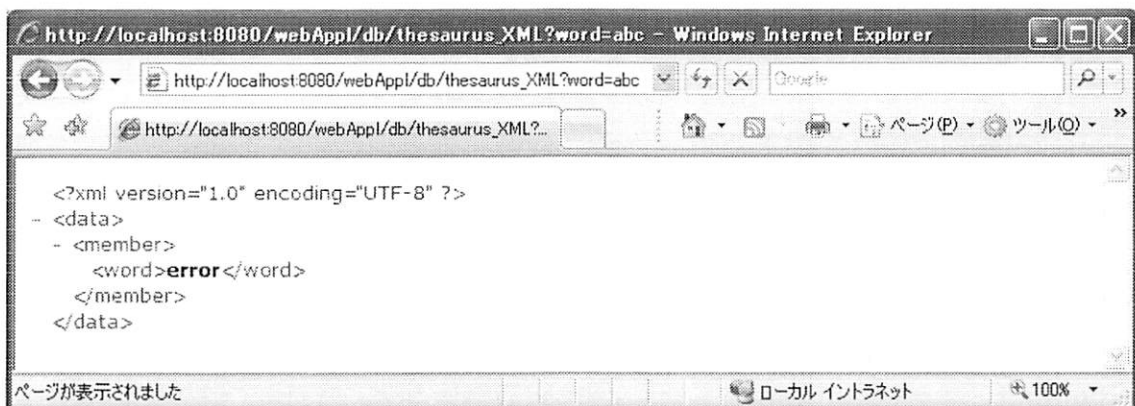 http://localhost:8080/webAppl/db/thesaurus_XML?word=abc - Windows Internet Explorer
http://localhost:8080/webAppl/db/thesaurus_XML?word=abc
Google
http://localhost:8080/webAppl/db/thesaurus_XML?...
ページ(P)
ツール(O)
»
<?xml version="1.0" encoding="UTF-8" ?>
- <data>
- <member>
<word>error</word>
</member>
</data>
ページが表示されました
ローカル イントラネット
100%